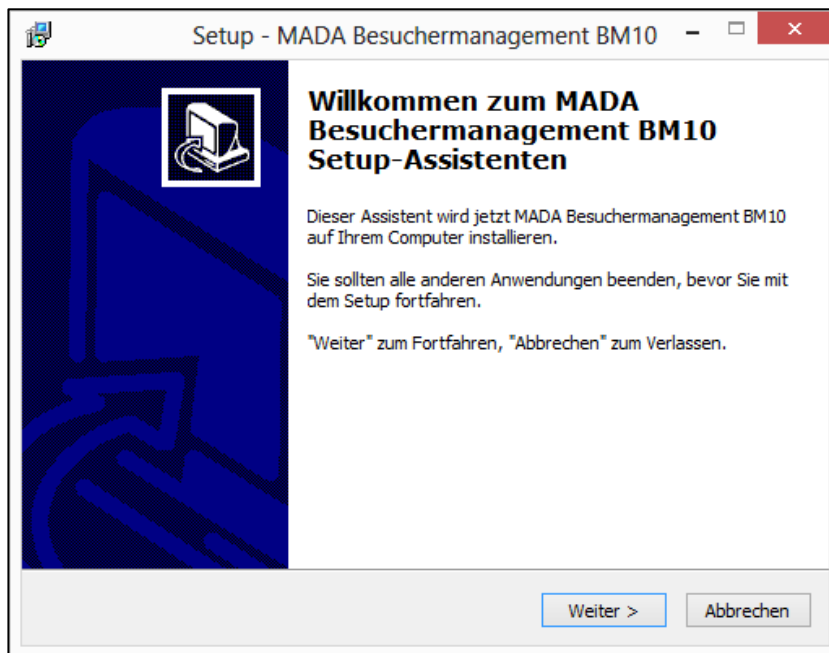 Setup - MADA Besuchermanagement BM10
Willkommen zum MADA
Besuchermanagement BM10
Setup-Assistenten
Dieser Assistent wird jetzt MADA Besuchermanagement BM10
auf Ihrem Computer installieren.
Sie sollten alle anderen Anwendungen beenden, bevor Sie mit
dem Setup fortfahren.
"Weiter" zum Fortfahren, "Abbrechen" zum Verlassen.
Weiter >
Abbrechen